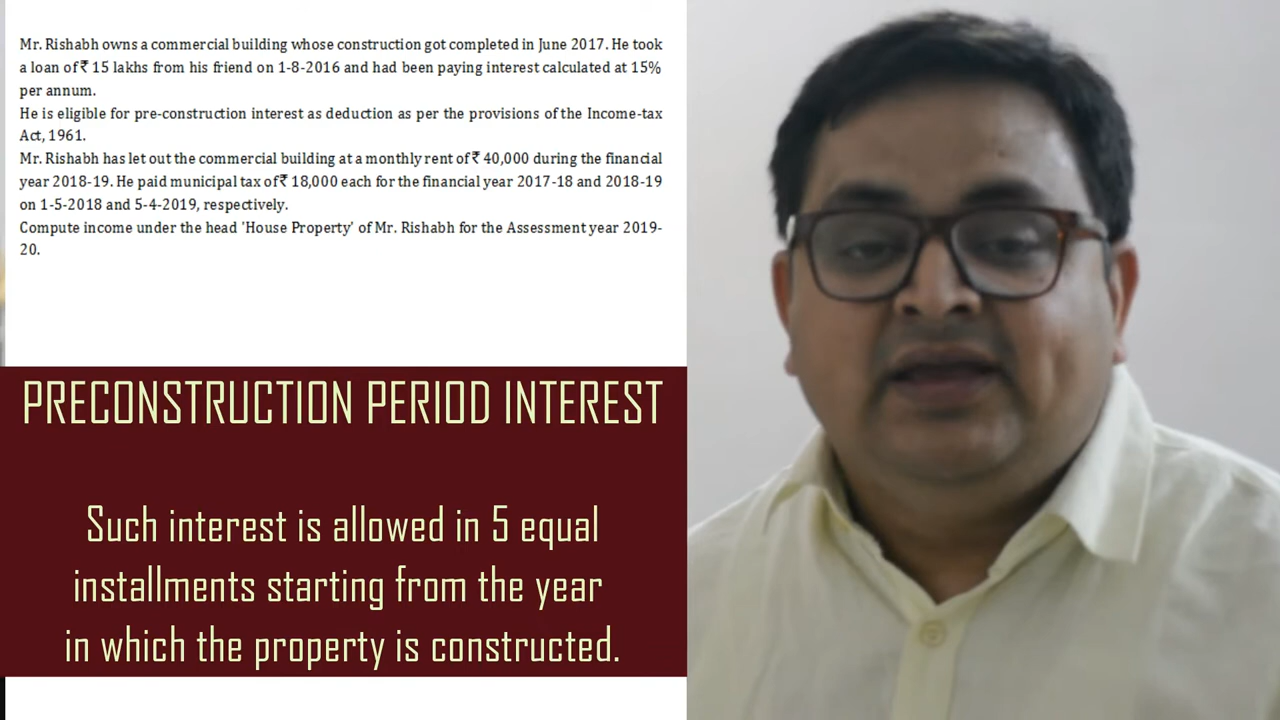 Mr. Rishabh owns a commercial building whose construction got completed in June 2017. He took
a loan of ₹ 15 lakhs from his friend on 1-8-2016 and had been paying interest calculated at 15%
per annum.
He is eligible for pre-construction interest as deduction as per the provisions of the Income-tax
Act, 1961.
Mr. Rishabh has let out the commercial building at a monthly rent of ₹ 40,000 during the financial
year 2018-19. He paid municipal tax of ₹ 18,000 each for the financial year 2017-18 and 2018-19
on 1-5-2018 and 5-4-2019, respectively.
Compute income under the head 'House Property' of Mr. Rishabh for the Assessment year 2019-
20.
PRECONSTRUCTION PERIOD INTEREST
Such interest is allowed in 5 equal
installments starting from the year
in which the property is constructed.